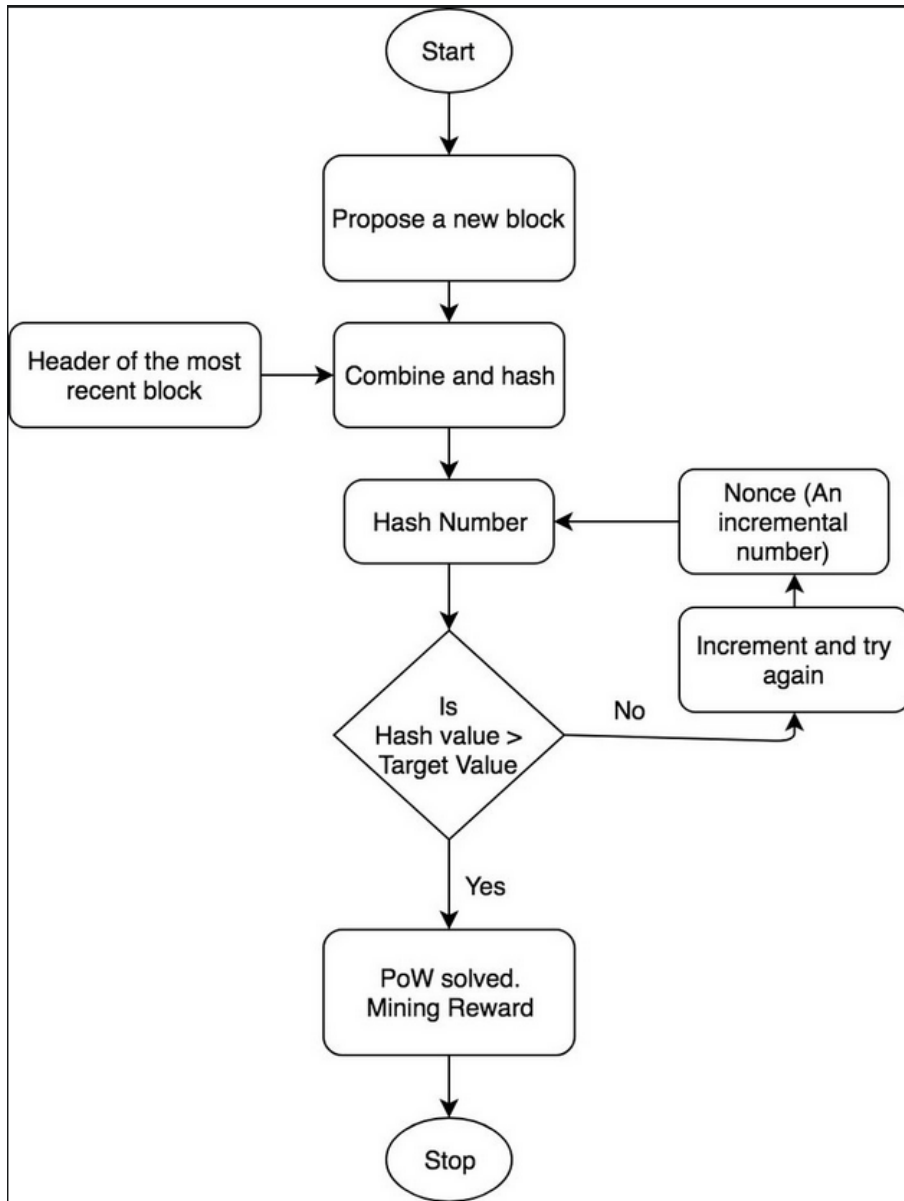 Start
Propose a new block
Header of the most
recent block
Combine and hash
Hash Number
Nonce (An
incremental
number)
Increment and try
again
Is
Hash value >
Target Value
No
Yes
PoW solved.
Mining Reward
Stop